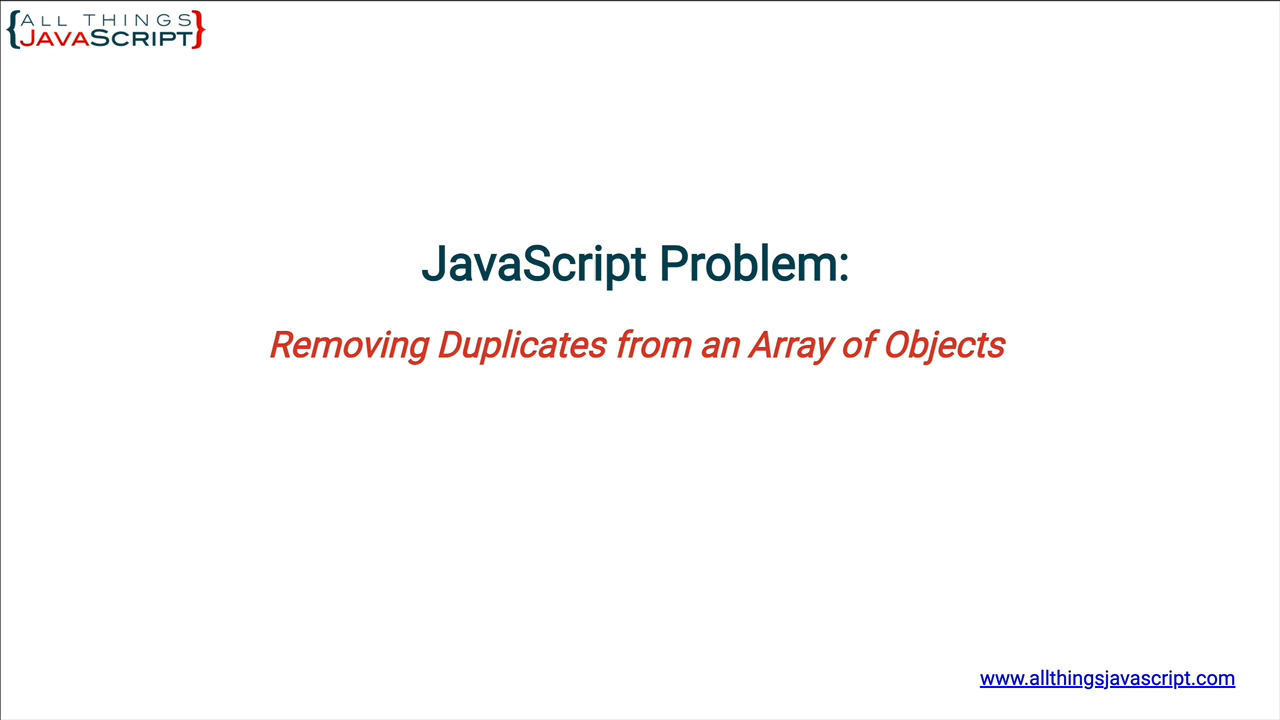 {ALL THINGS
JAVASCRIPT}
JavaScript Problem:
Removing Duplicates from an Array of Objects
www.allthingsjavascript.com